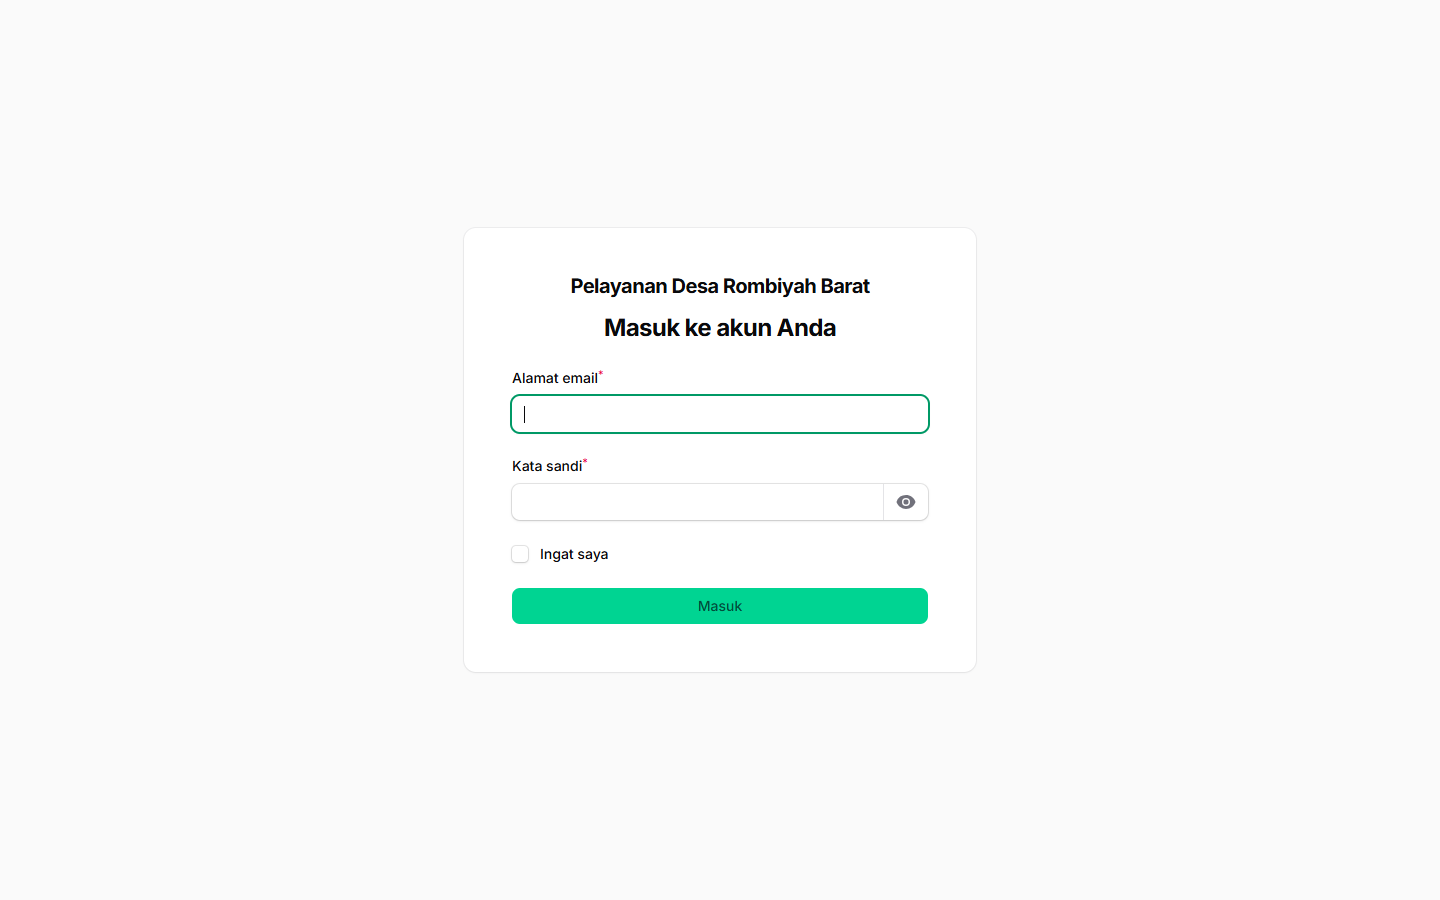 Pelayanan Desa Rombiyah Barat
Masuk ke akun Anda
Alamat email*
Kata sandi*
Ingat saya
Masuk